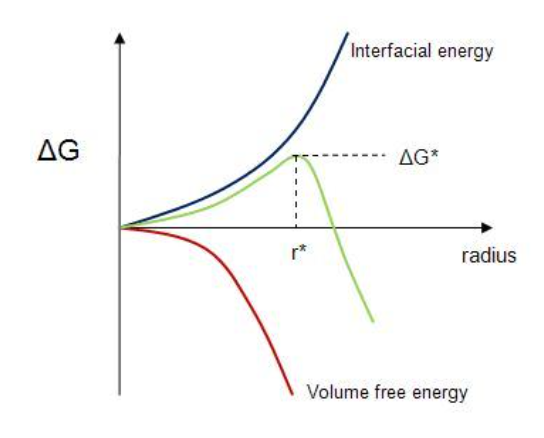 Interfacial energy
ΔG
ΔG*
r*
radius
Volume free energy